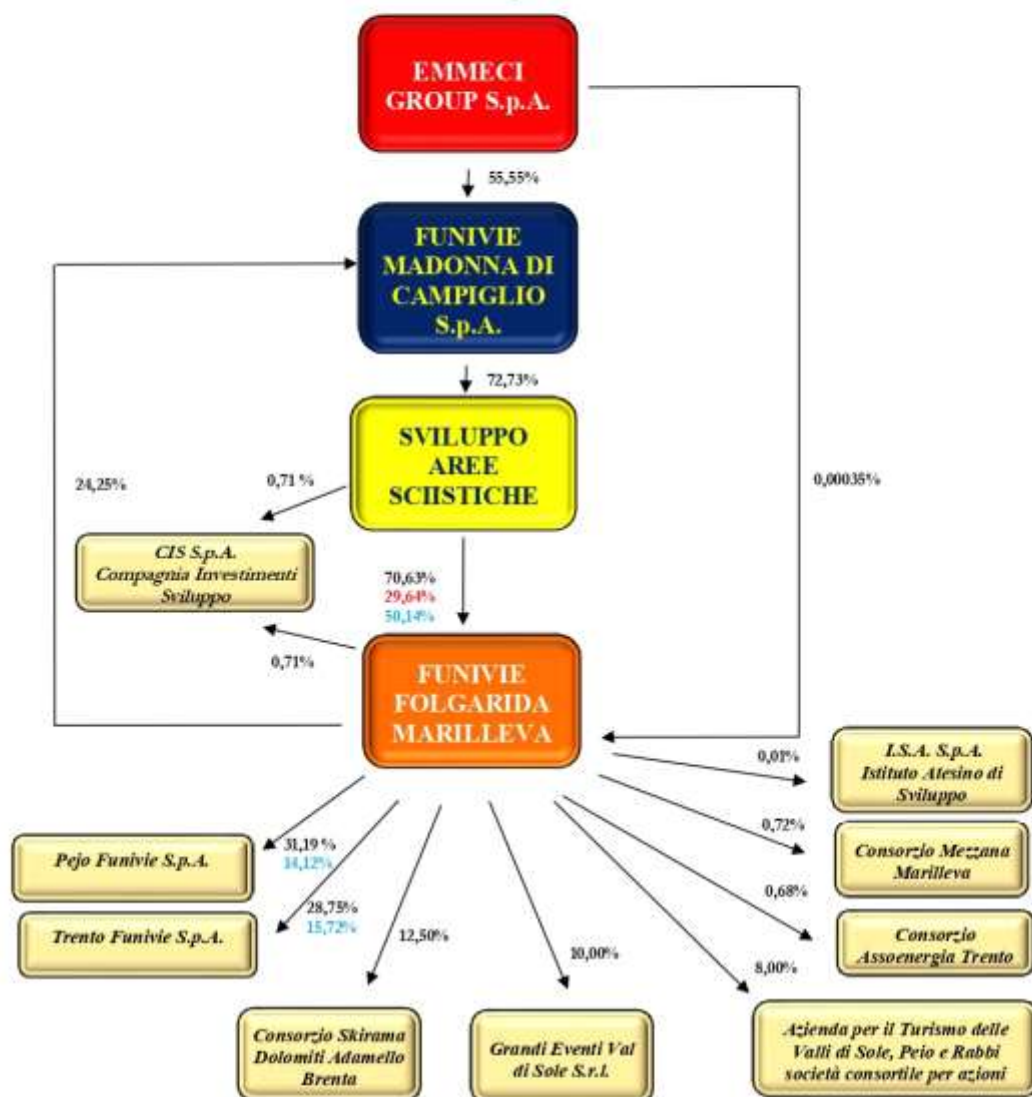 EMMECI
GROUP S.p.A.
55,55%
FUNIVIE
MADONNA DI
CAMPIGLIO
S.p.A.
72,73%
SVILUPPO
AREE
SCIISTICHE
24,25%
0,71 %
0,00035%
CIS S.p.A.
Compagnia Investimenti
Sviluppo
70,63%
29,64%
50,14%
0,71%
FUNIVIE
FOLGARIDA
MARILLEVA
0,01%
I.S.A. S.p.A.
Istituto Atesino di
Sviluppo
0,72%
Consorzio Mezzana
Marilleva
0,68%
Consorzio
Assoenergia Trento
31,19 %
14,12%
Pejo Funivie S.p.A.
28,75%
15,72%
Trento Funivie S.p.A.
12,50%
10,00%
8,00%
Consorzio Skirama
Dolomiti Adamello
Brenta
Grandi Eventi Val
di Sole S.r.l.
Azienda per il Turismo delle
Valli di Sole, Peio e Rabbi
società consortile per azioni